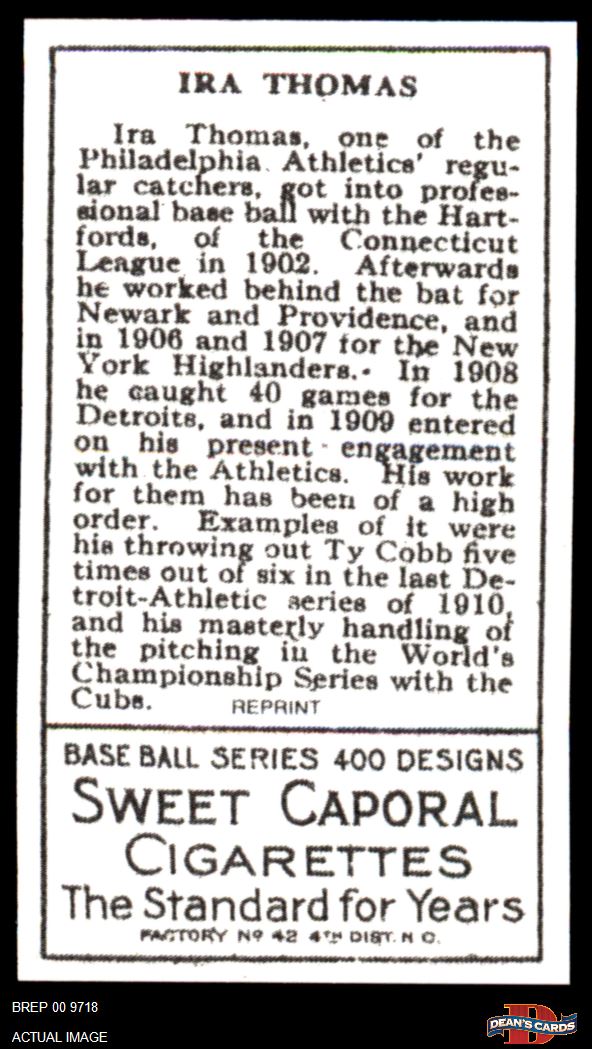 IRA THOMAS
Ira Thomas, one of the
Philadelphia Athletics' regu-
lar catchers, got into profes-
sional base ball with the Hart-
fords, of the Connecticut
League in 1902. Afterwards
he worked behind the bat for
Newark and Providence, and
in 1906 and 1907 for the New
York Highlanders. In 1908
he caught 40 games for the
Detroits, and in 1909 entered
on his present engagement
with the Athletics. His work
for them has been of a high
order. Examples of it were
his throwing out Ty Cobb five
times out of six in the last De-
troit-Athletic series of 1910,
and his masterly handling of
the pitching in the World's
Championship Series with the
Cubs.
REPRINT
BASE BALL SERIES 400 DESIGNS
SWEET CAPORAL
CIGARETTES
The Standard for Years
FACTORY No 42 4TH DIST. N C.
BREP 00 9718
ACTUAL IMAGE
D
DEAN'S CARDS